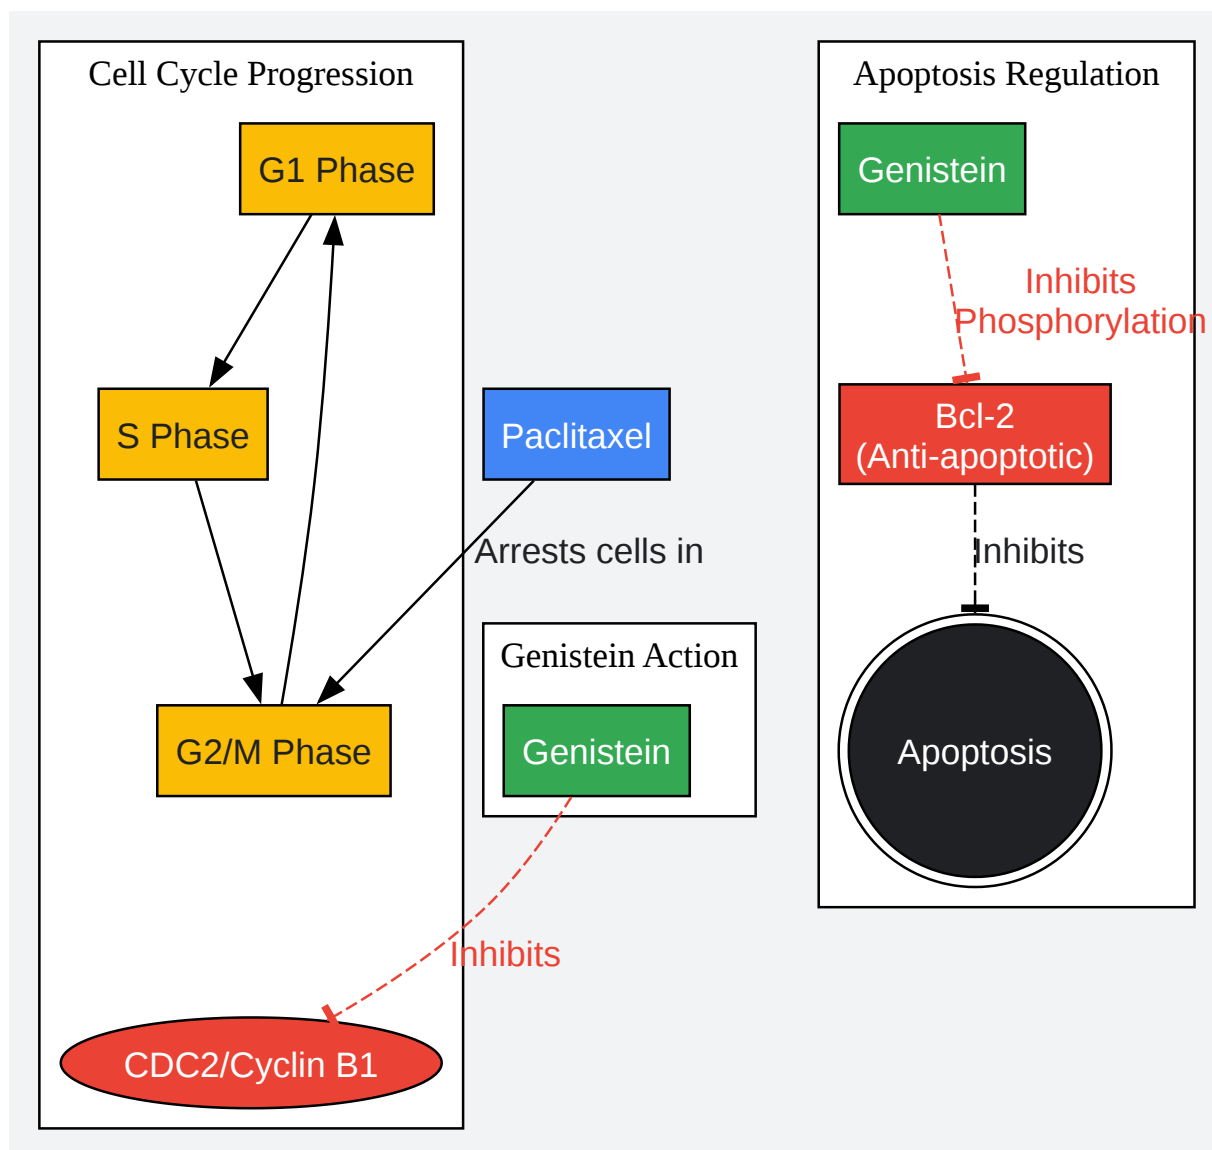 Cell Cycle Progression
G1 Phase
S Phase
G2/M Phase
CDC2/Cyclin B1
Paclitaxel
Arrests cells in
Genistein Action
Genistein
Inhibits
Apoptosis Regulation
Genistein
Inhibits
Phosphorylation
Bcl-2
(Anti-apoptotic)
Inhibits
Apoptosis